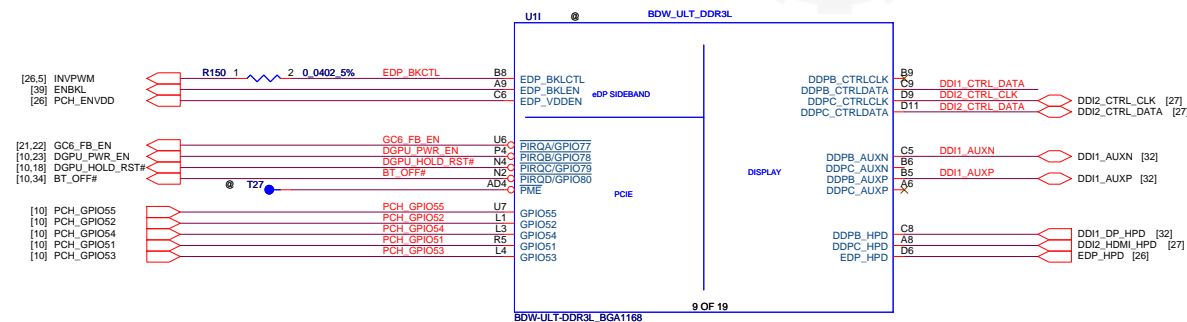 U1I @ BDW_ULT_DDR3L
[26,5] INVPWM R150 1 2 0_0402_5% EDP_BKCTL B8 EDP_BKLCTL
[39] ENBKL A9 EDP_BKLEN
[26] PCH_ENVDD C6 EDP_VDDEN
eDP SIDEBAND
B9 DDPB_CTRLCLK
DDPB_CTRLDATA C9 DDI1_CTRL_DATA
DDPC_CTRLCLK D9 DDI2_CTRL_CLK DDI2_CTRL_CLK [27]
DDPC_CTRLDATA D11 DDI2_CTRL_DATA DDI2_CTRL_DATA [27]
[21,22] GC6_FB_EN GC6_FB_EN U6 PIRQA/GPIO77
[10,23] DGPU_PWR_EN DGPU_PWR_EN P4 PIRQB/GPIO78
[10,18] DGPU_HOLD_RST# DGPU_HOLD_RST# N4 PIRQC/GPIO79
[10,34] BT_OFF# BT_OFF# N2 PIRQD/GPIO80
@ T27 AD4 PME
PCIE
DISPLAY
DDPB_AUXN C5 DDI1_AUXN DDI1_AUXN [32]
DDPC_AUXN B6
DDPB_AUXP B5 DDI1_AUXP DDI1_AUXP [32]
DDPC_AUXP A6
[10] PCH_GPIO55 PCH_GPIO55 U7 GPIO55
[10] PCH_GPIO52 PCH_GPIO52 L1 GPIO52
[10] PCH_GPIO54 PCH_GPIO54 L3 GPIO54
[10] PCH_GPIO51 PCH_GPIO51 R5 GPIO51
[10] PCH_GPIO53 PCH_GPIO53 L4 GPIO53
DDPB_HPD C8 DDI1_DP_HPD [32]
DDPC_HPD A8 DDI2_HDMI_HPD [27]
EDP_HPD D6 EDP_HPD [26]
9 OF 19
BDW-ULT-DDR3L_BGA1168